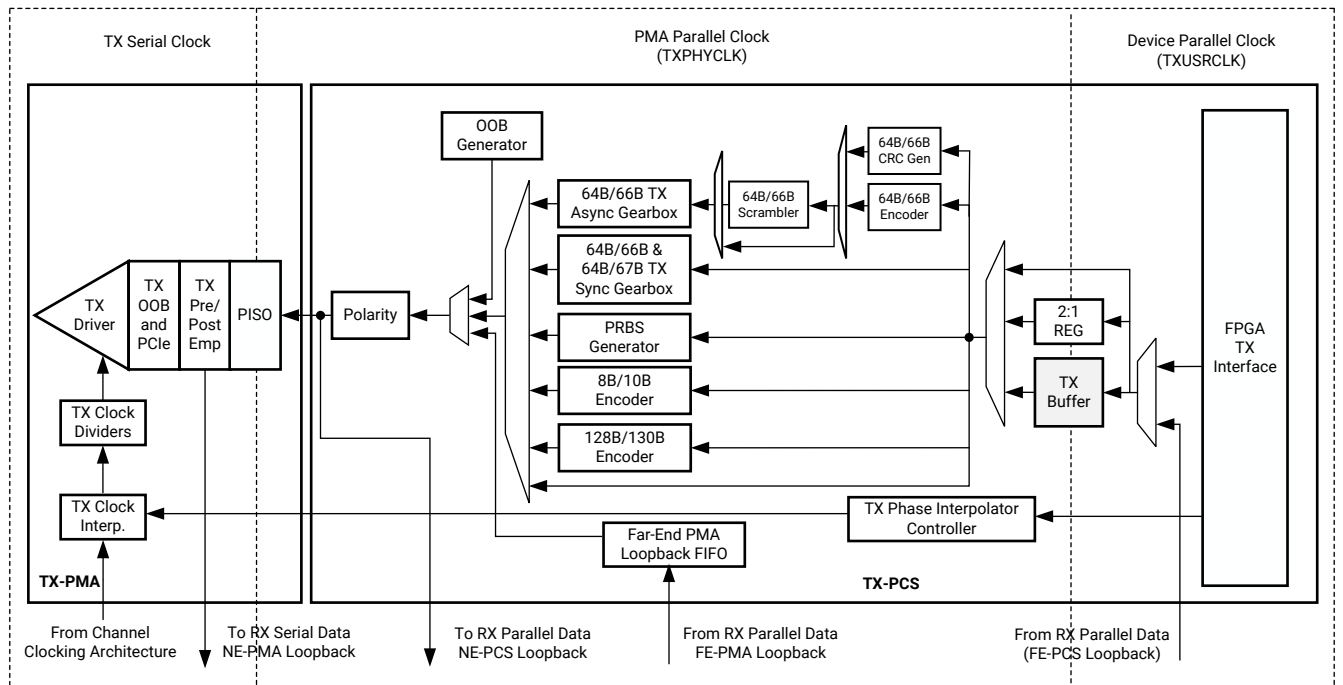 TX Serial Clock
PMA Parallel Clock
(TXPHYCLK)
Device Parallel Clock
(TXUSRCLK)
OOB
Generator
64B/66B
CRC Gen
64B/66B TX
Async Gearbox
64B/66B
Scrambler
64B/66B
Encoder
64B/66B &
64B/67B TX
Sync Gearbox
TX
Driver
TX
OOB
and
PCIe
TX
Pre/
Post
Emp
PISO
Polarity
PRBS
Generator
2:1
REG
FPGA
TX
Interface
8B/10B
Encoder
TX
Buffer
TX Clock
Dividers
128B/130B
Encoder
TX Clock
Interp.
TX Phase Interpolator
Controller
Far-End PMA
Loopback FIFO
TX-PMA
TX-PCS
From Channel
Clocking Architecture
To RX Serial Data
NE-PMA Loopback
To RX Parallel Data
NE-PCS Loopback
From RX Parallel Data
FE-PMA Loopback
From RX Parallel Data
(FE-PCS Loopback)